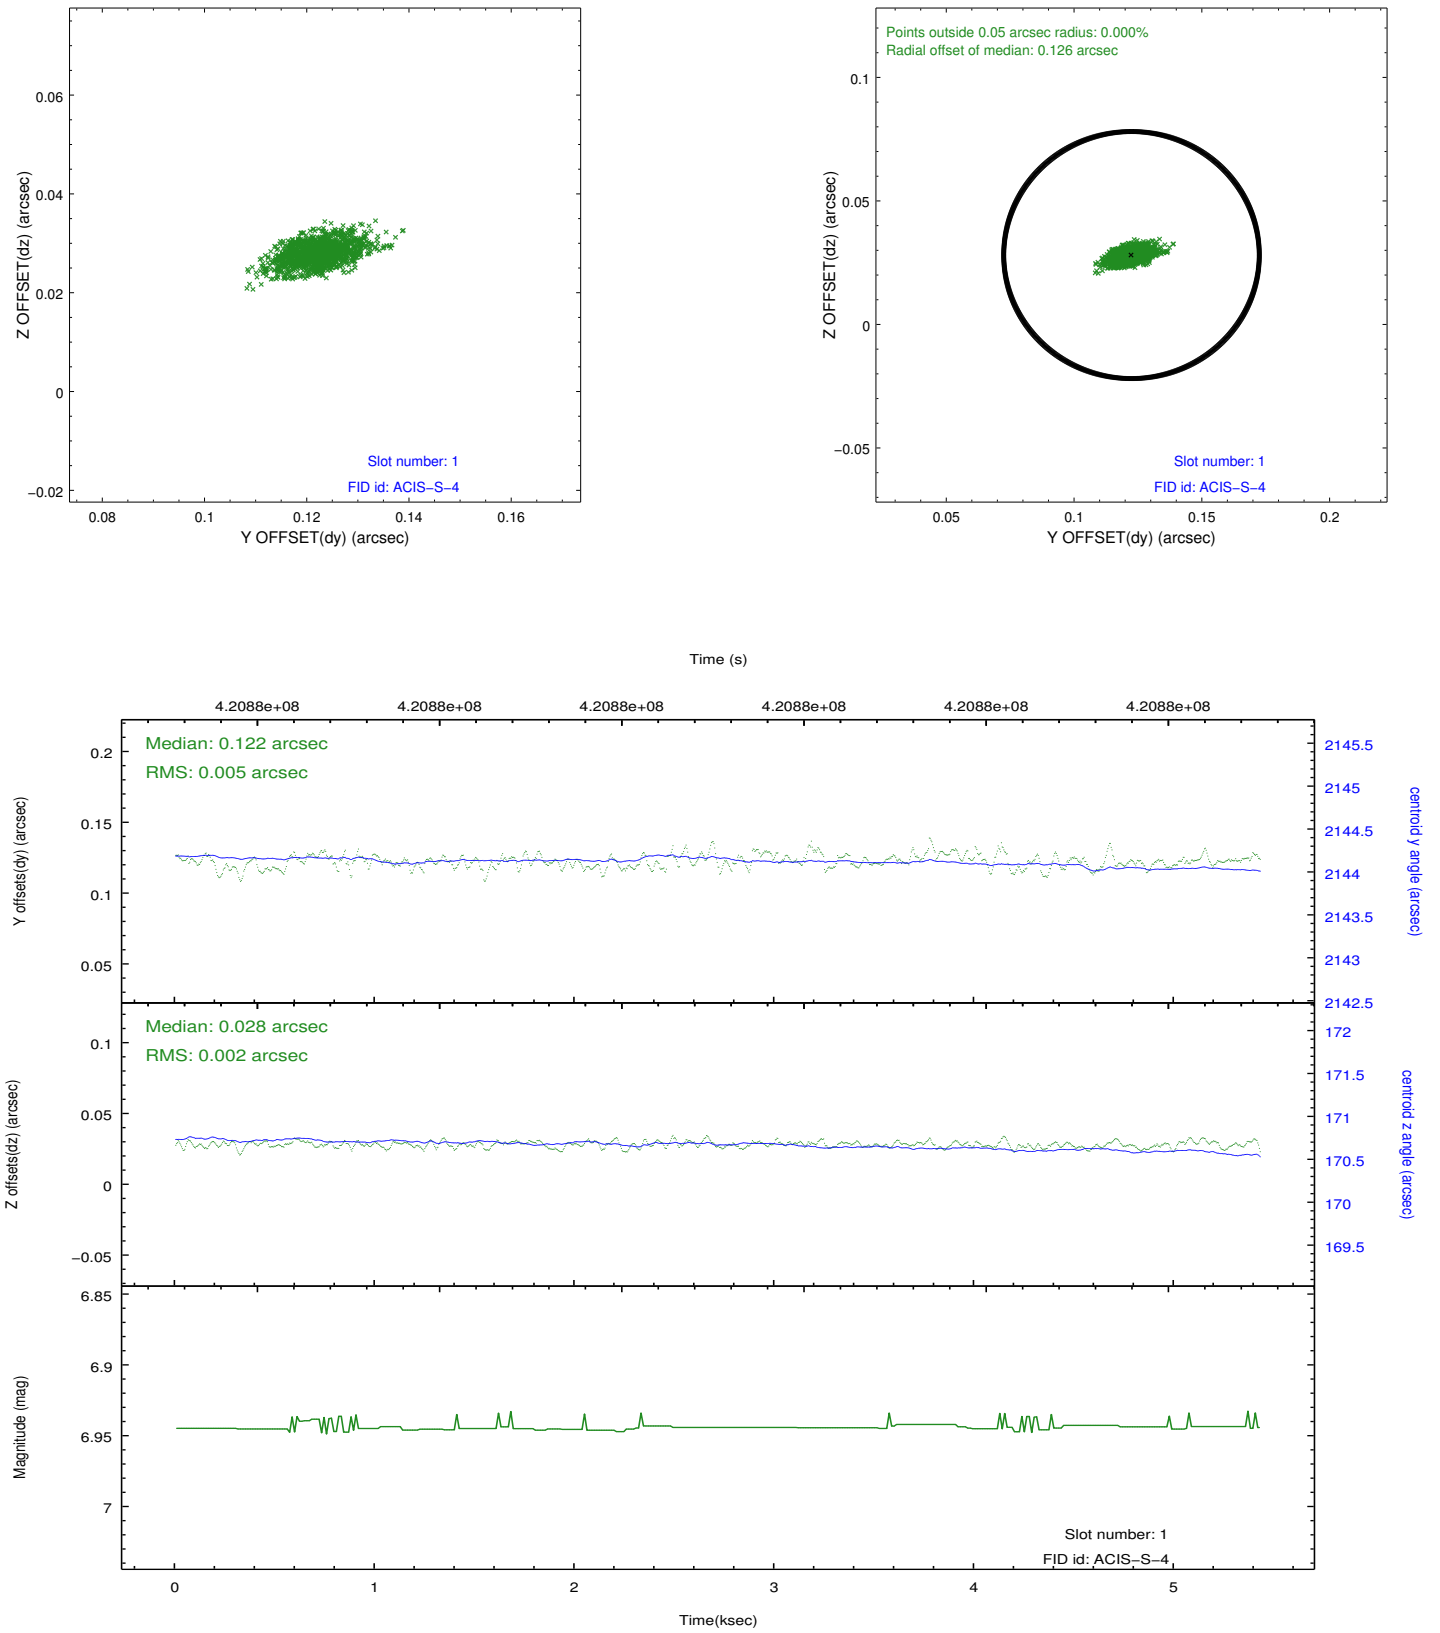 0.06
0.04
0.02
0
−0.02
Z OFFSET(dz) (arcsec)
Slot number: 1
FID id: ACIS−S−4
0.08 0.1 0.12 0.14 0.16
Y OFFSET(dy) (arcsec)
Points outside 0.05 arcsec radius: 0.000%
Radial offset of median: 0.126 arcsec
0.1
0.05
0
−0.05
Z OFFSET(dz) (arcsec)
Slot number: 1
FID id: ACIS−S−4
0.05 0.1 0.15 0.2
Y OFFSET(dy) (arcsec)
Time (s)
4.2088e+08 4.2088e+08 4.2088e+08 4.2088e+08 4.2088e+08 4.2088e+08
Median: 0.122 arcsec
RMS: 0.005 arcsec
0.2
0.15
0.1
0.05
Y offsets(dy) (arcsec)
2145.5
2145
2144.5
2144
2143.5
2143
2142.5
centroid y angle (arcsec)
Median: 0.028 arcsec
RMS: 0.002 arcsec
0.1
0.05
0
−0.05
Z offsets(dz) (arcsec)
172
171.5
171
170.5
170
169.5
centroid z angle (arcsec)
6.85
6.9
6.95
7
Magnitude (mag)
Slot number: 1
FID id: ACIS−S−4
0 1 2 3 4 5
Time(ksec)